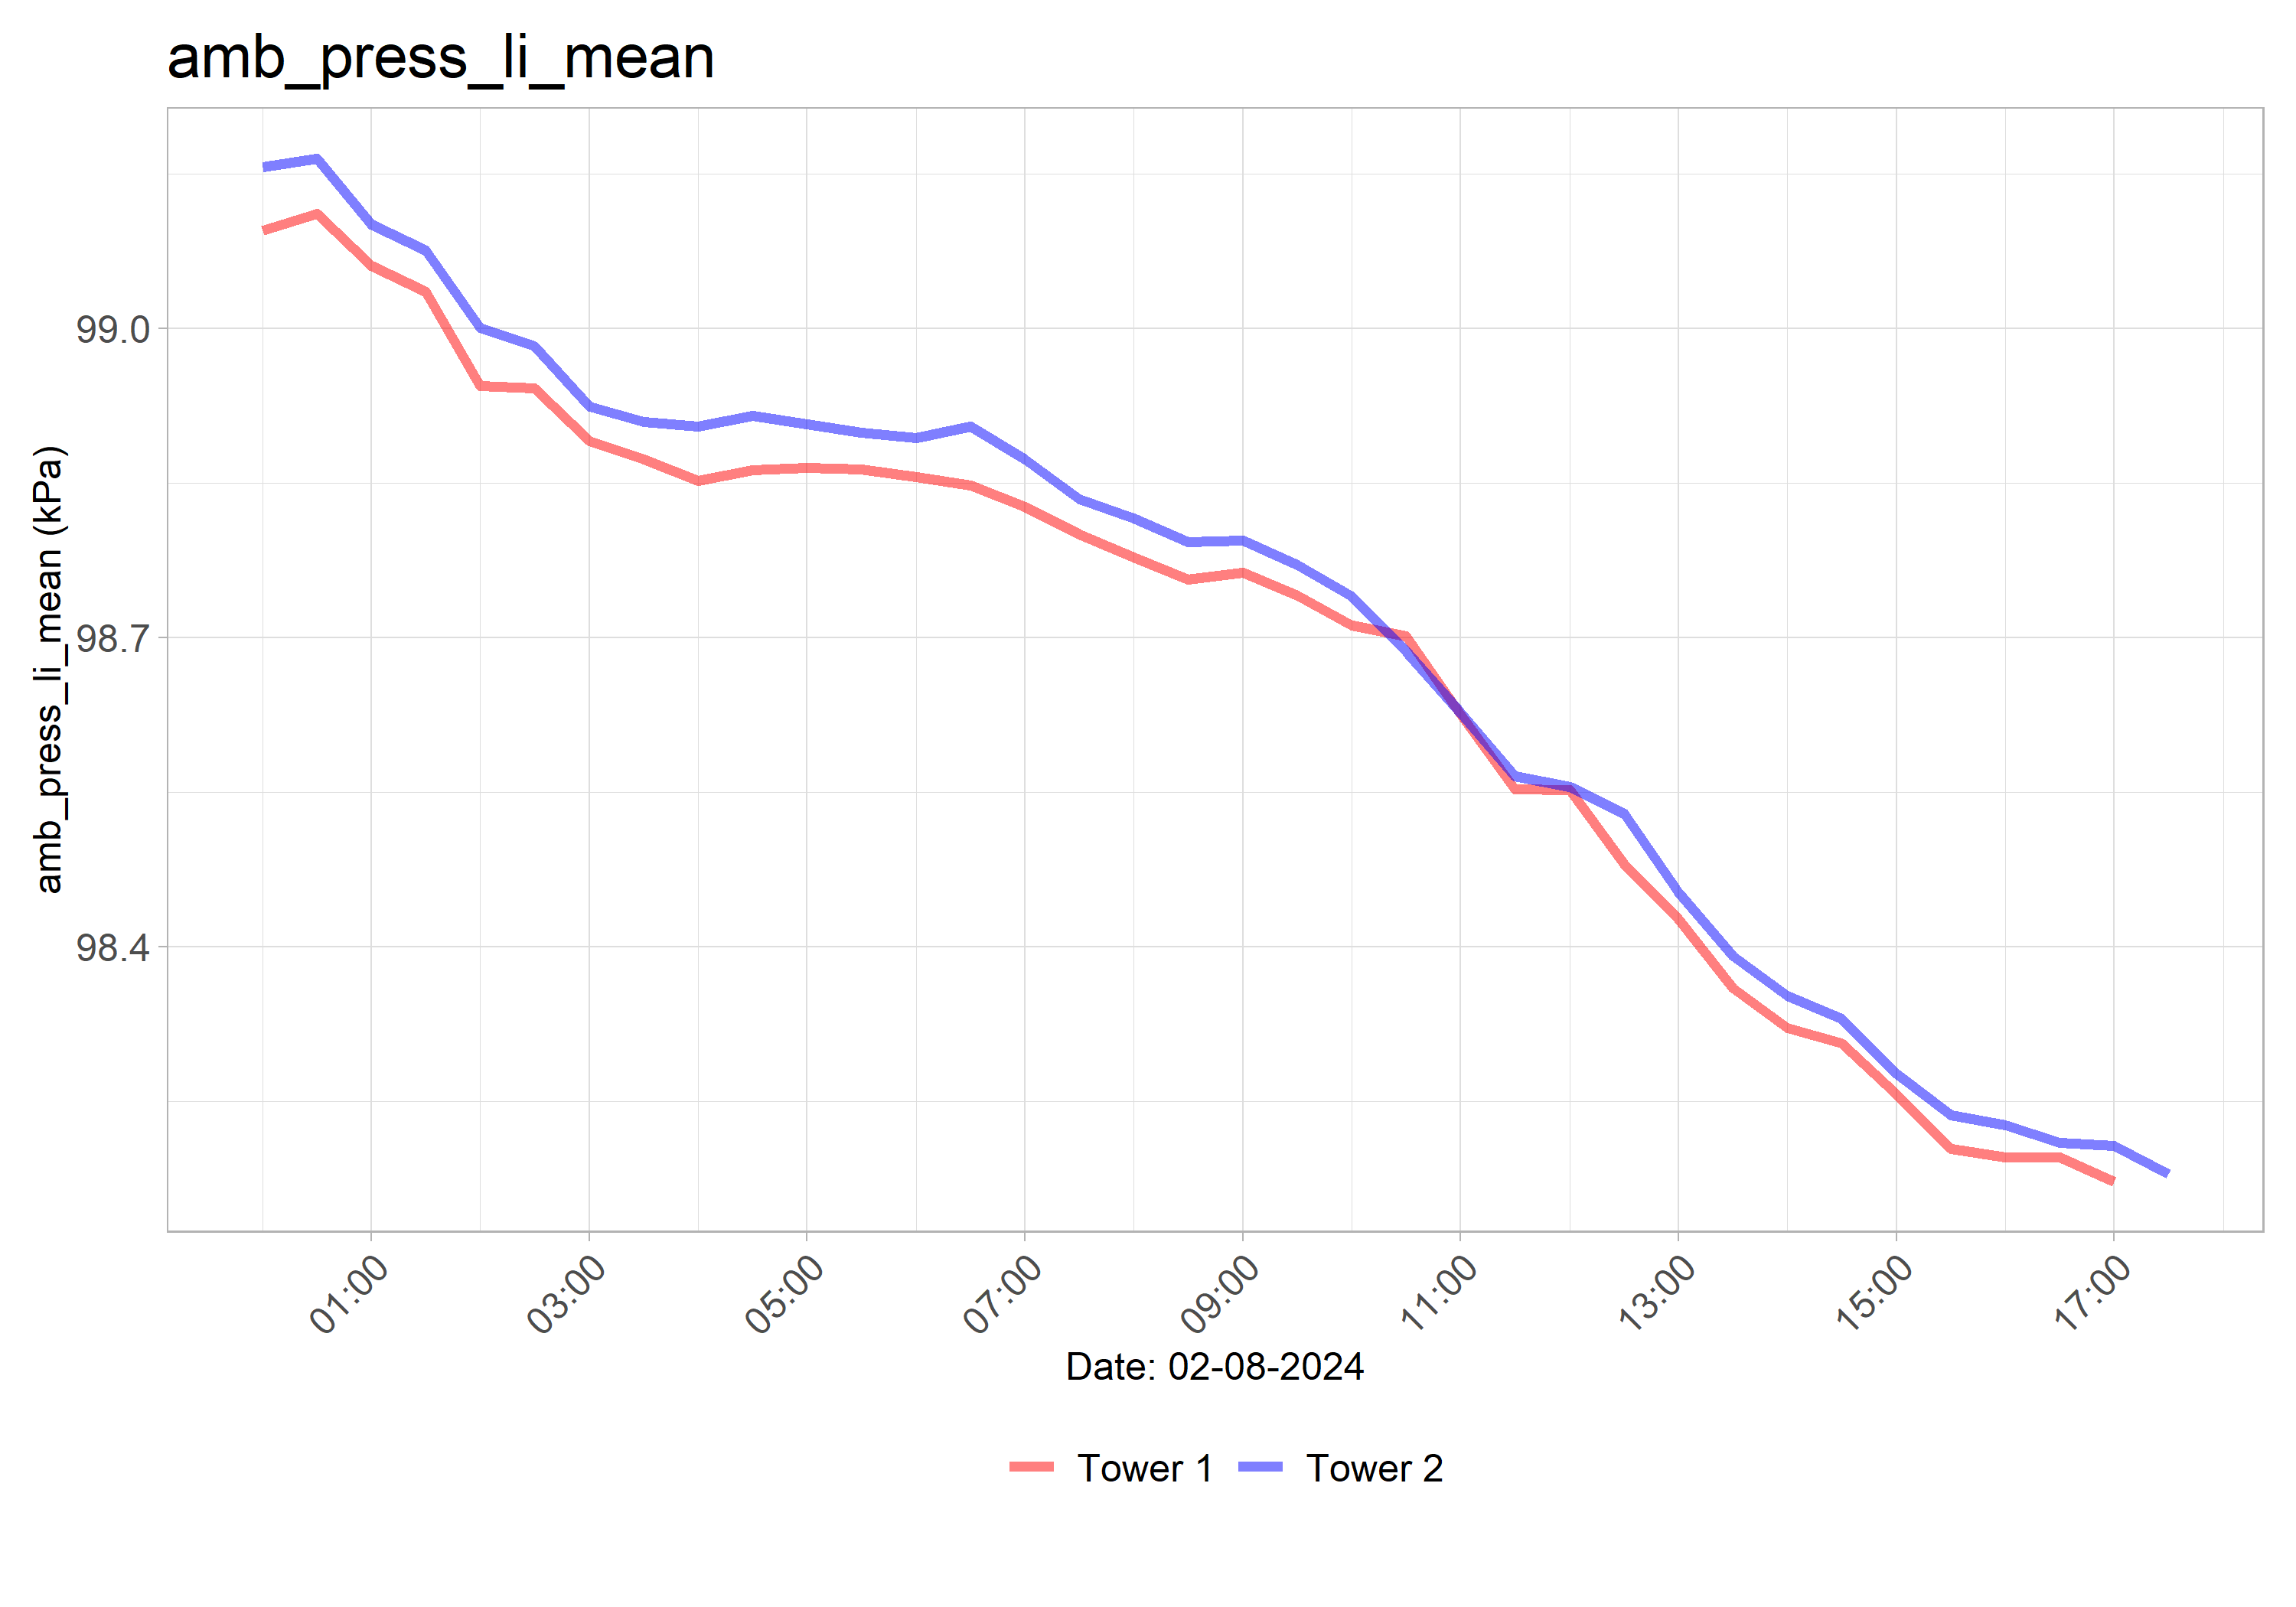 amb_press_li_mean
amb_press_li_mean (kPa)
99.0
98.7
98.4
01:00
03:00
05:00
07:00
09:00
11:00
13:00
15:00
17:00
Date: 02-08-2024
Tower 1
Tower 2